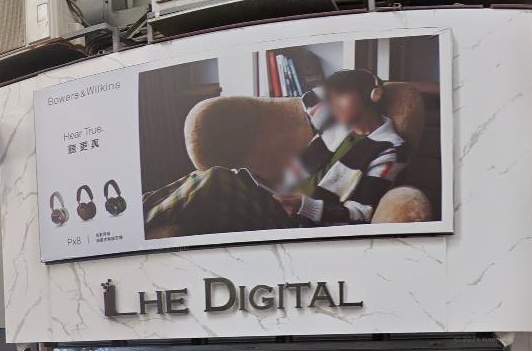 Bowers & Wilkins
Hear True.
聽更真
Px8
LHE DIGITAL